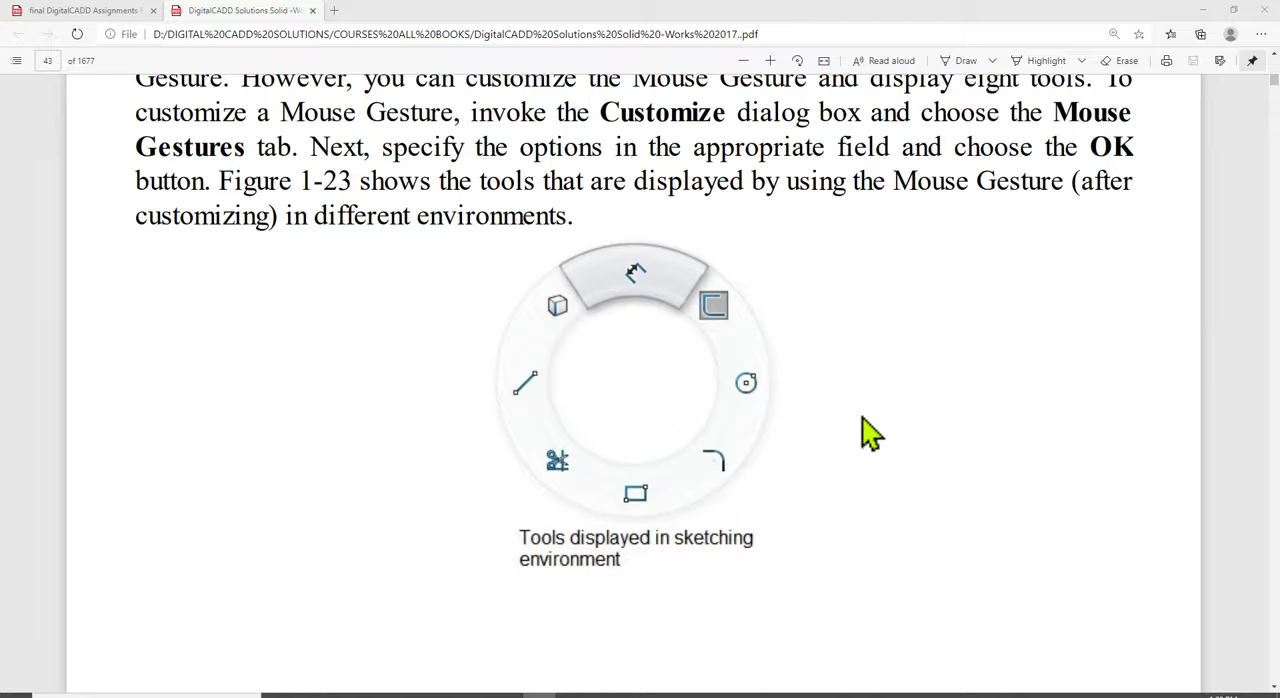 final DigitalCADD Assignments F
DigitalCADD Solutions Solid -Wo
File
D:/DIGITAL%20CADD%20SOLUTIONS/COURSES%20ALL%20BOOKS/DigitalCADD%20Solutions%20Solid%20-Works%202017..pdf
43 of 1677
Read aloud
Draw
Highlight
Erase
Gesture. However, you can customize the Mouse Gesture and display eight tools. To
customize a Mouse Gesture, invoke the Customize dialog box and choose the Mouse
Gestures tab. Next, specify the options in the appropriate field and choose the OK
button. Figure 1-23 shows the tools that are displayed by using the Mouse Gesture (after
customizing) in different environments.
Tools displayed in sketching
environment